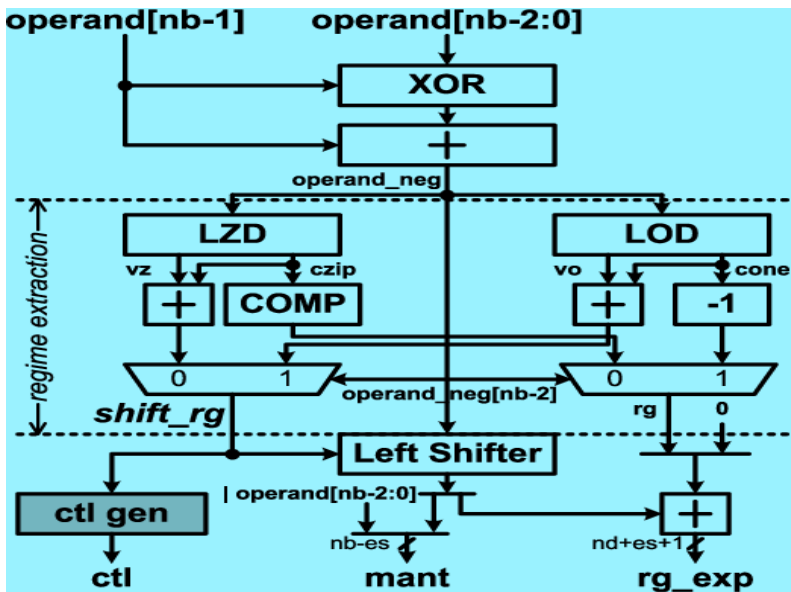 operand[nb-1]
operand[nb-2:0]
XOR
+
operand_neg
regime extraction
LZD
LOD
vz
czip
vo
cone
+
COMP
+
-1
0 1
0 1
operand_neg[nb-2]
shift_rg
rg
0
Left Shifter
| operand[nb-2:0]
ctl gen
+
nb-es
nd+es+1
ctl
mant
rg_exp